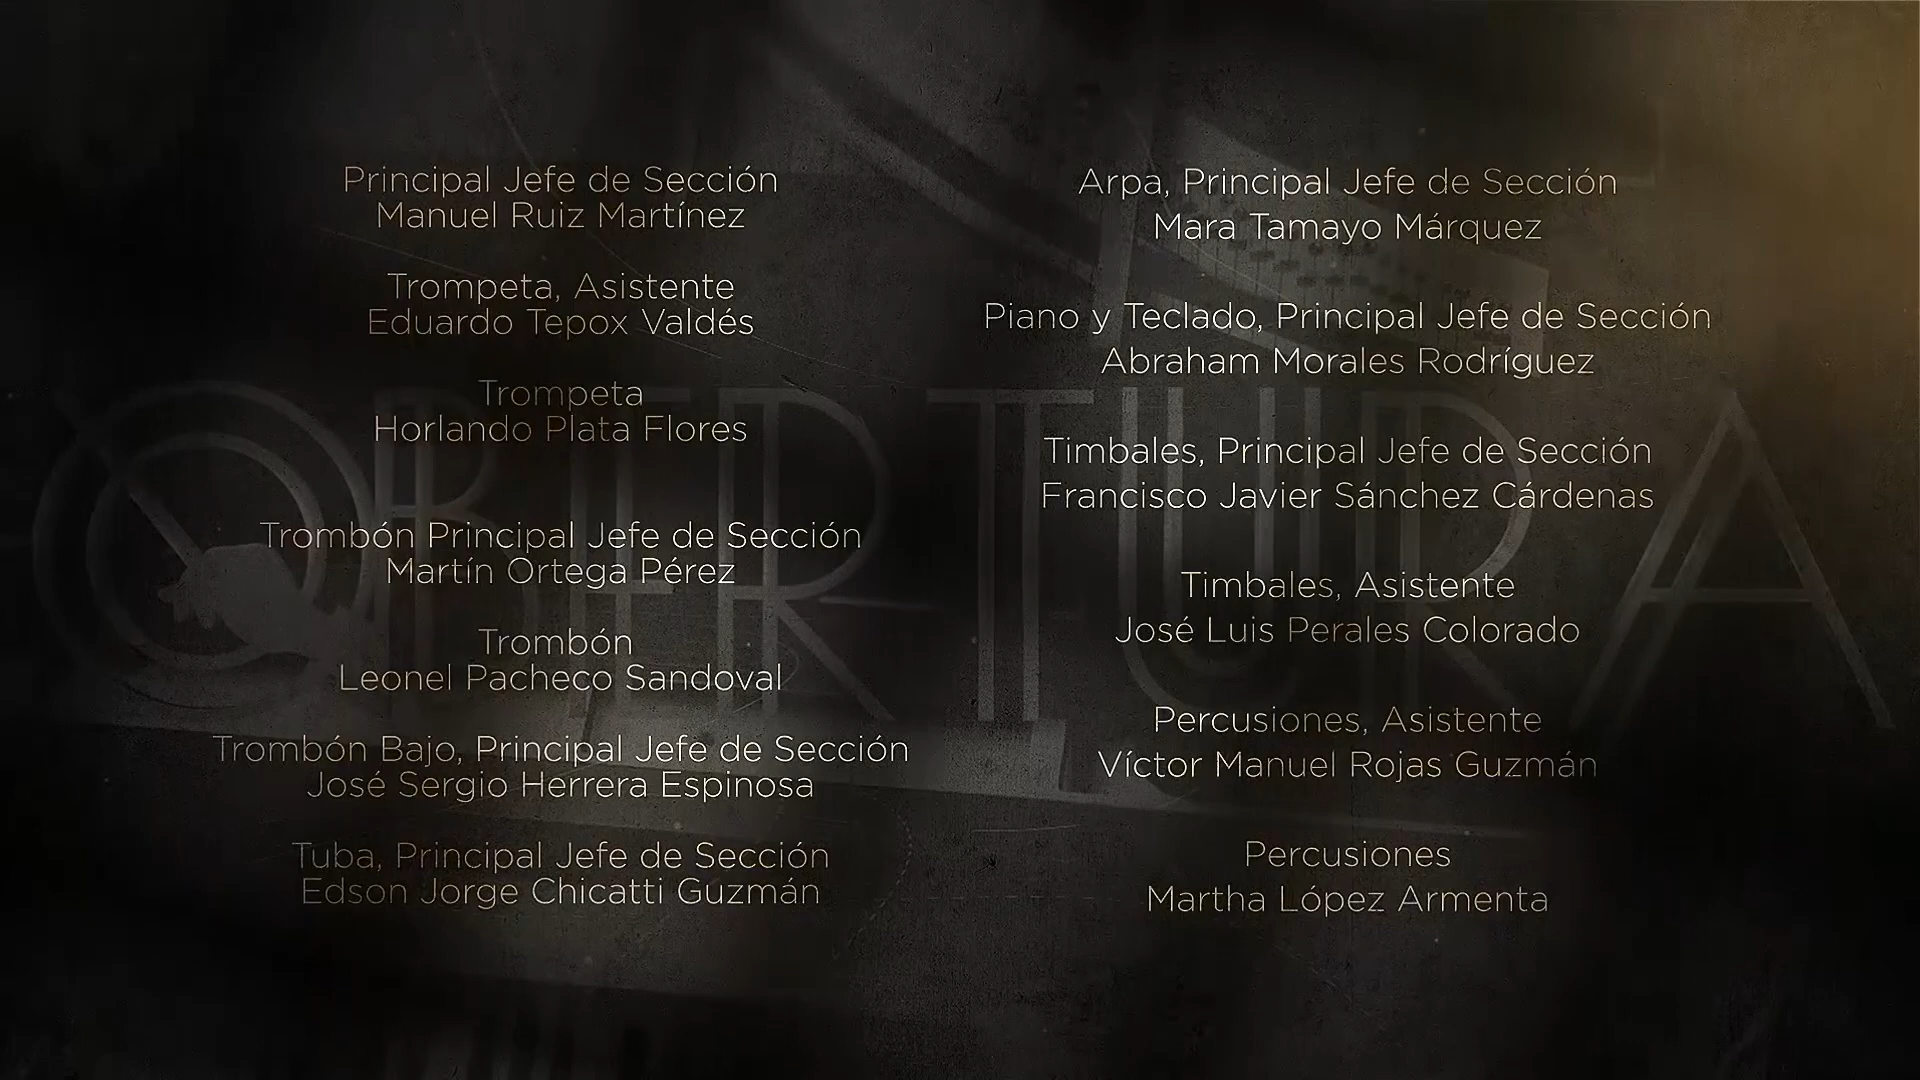 Principal Jefe de Sección
Manuel Ruiz Martínez
Trompeta, Asistente
Eduardo Tepox Valdés
Trompeta
Horlando Plata Flores
Trombón Principal Jefe de Sección
Martín Ortega Pérez
Trombón
Leonel Pacheco Sandoval
Trombón Bajo, Principal Jefe de Sección
José Sergio Herrera Espinosa
Tuba, Principal Jefe de Sección
Edson Jorge Chicatti Guzmán
Arpa, Principal Jefe de Sección
Mara Tamayo Márquez
Piano y Teclado, Principal Jefe de Sección
Abraham Morales Rodríguez
Timbales, Principal Jefe de Sección
Francisco Javier Sánchez Cárdenas
Timbales, Asistente
José Luis Perales Colorado
Percusiones, Asistente
Víctor Manuel Rojas Guzmán
Percusiones
Martha López Armenta
OBERTURA